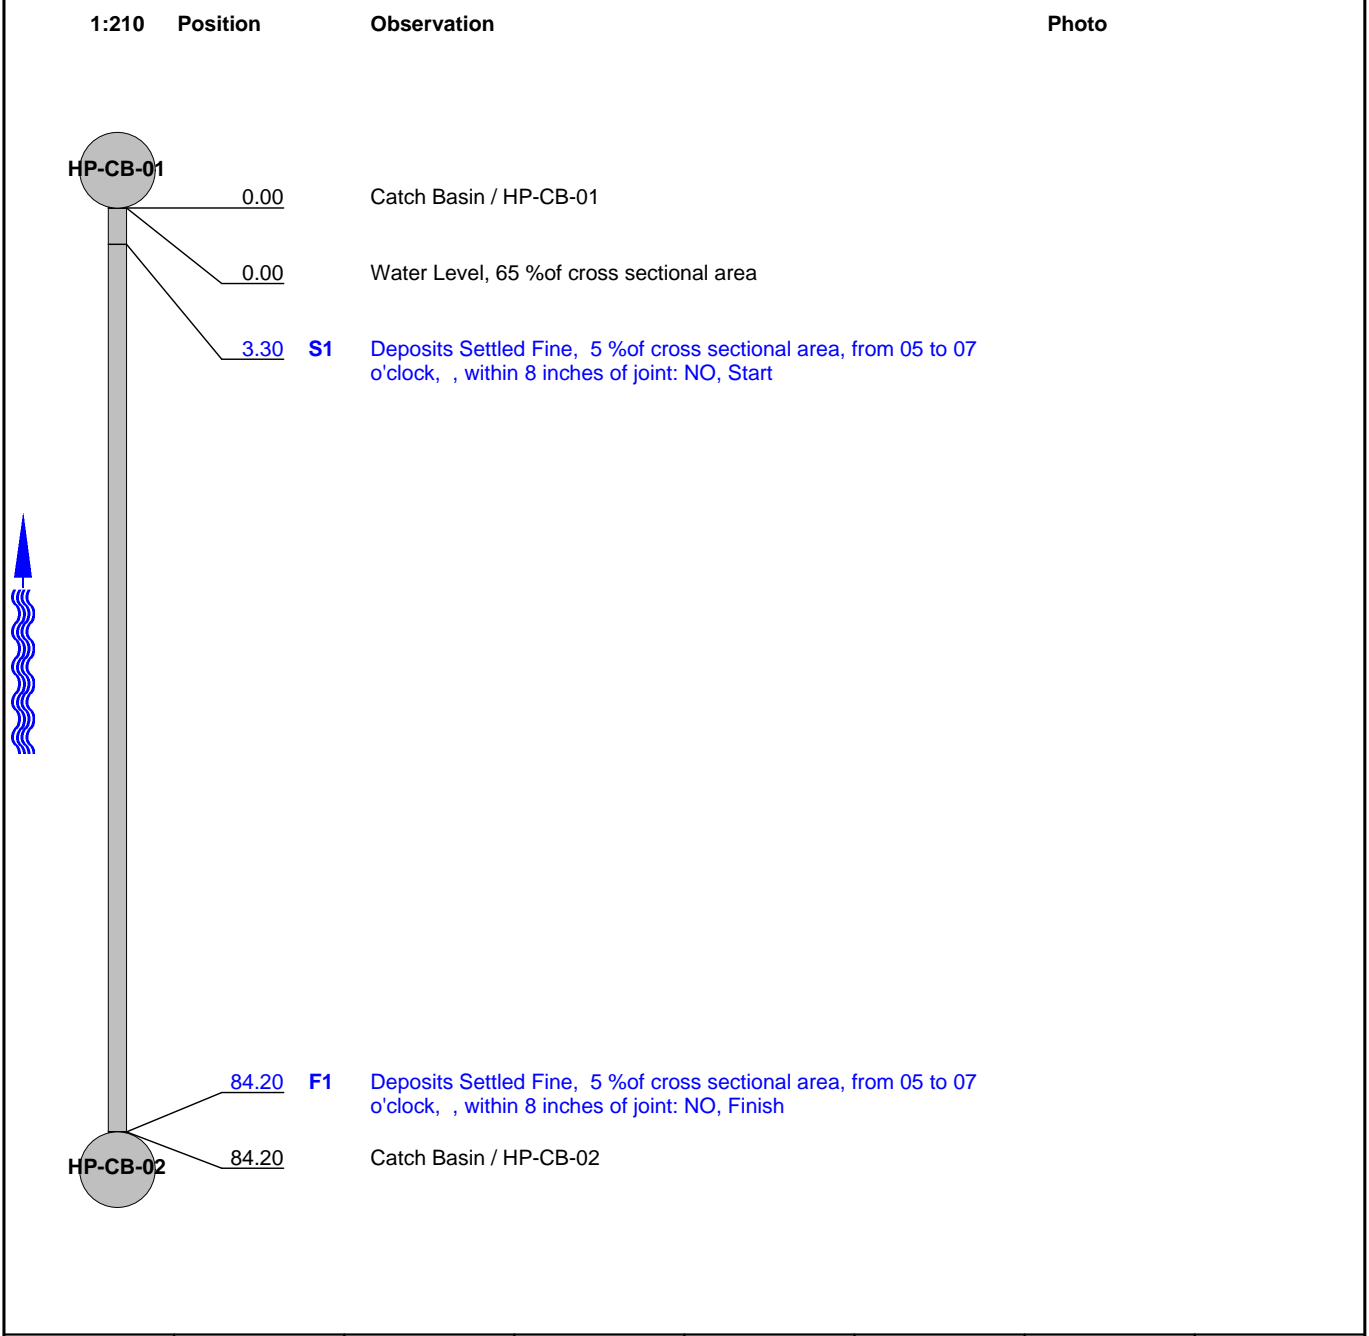 1:210 Position Observation Photo
HP-CB-01
0.00 Catch Basin / HP-CB-01
0.00 Water Level, 65 %of cross sectional area
3.30 S1 Deposits Settled Fine,  5 %of cross sectional area, from 05 to 07
o'clock,  , within 8 inches of joint: NO, Start
84.20 F1 Deposits Settled Fine,  5 %of cross sectional area, from 05 to 07
o'clock,  , within 8 inches of joint: NO, Finish
HP-CB-02
84.20 Catch Basin / HP-CB-02